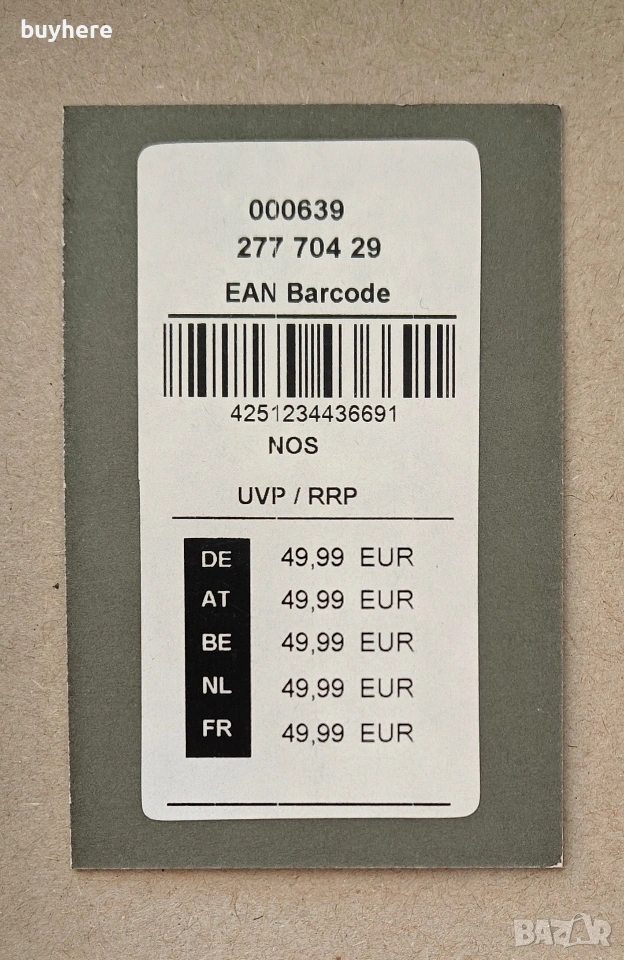 buyhere
000639
277 704 29
EAN Barcode
4251234436691
NOS
UVP / RRP
DE 49,99 EUR
AT 49,99 EUR
BE 49,99 EUR
NL 49,99 EUR
FR 49,99 EUR
BAZAR